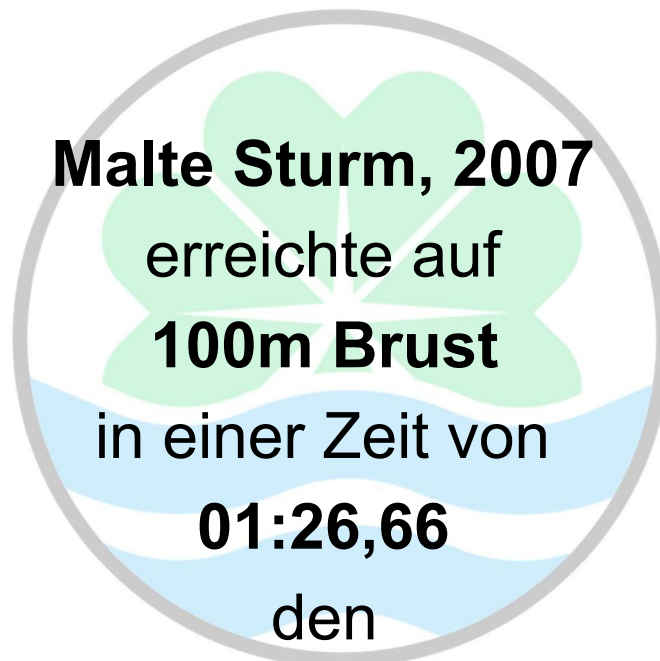 Malte Sturm, 2007
erreichte auf
100m Brust
in einer Zeit von
01:26,66
den